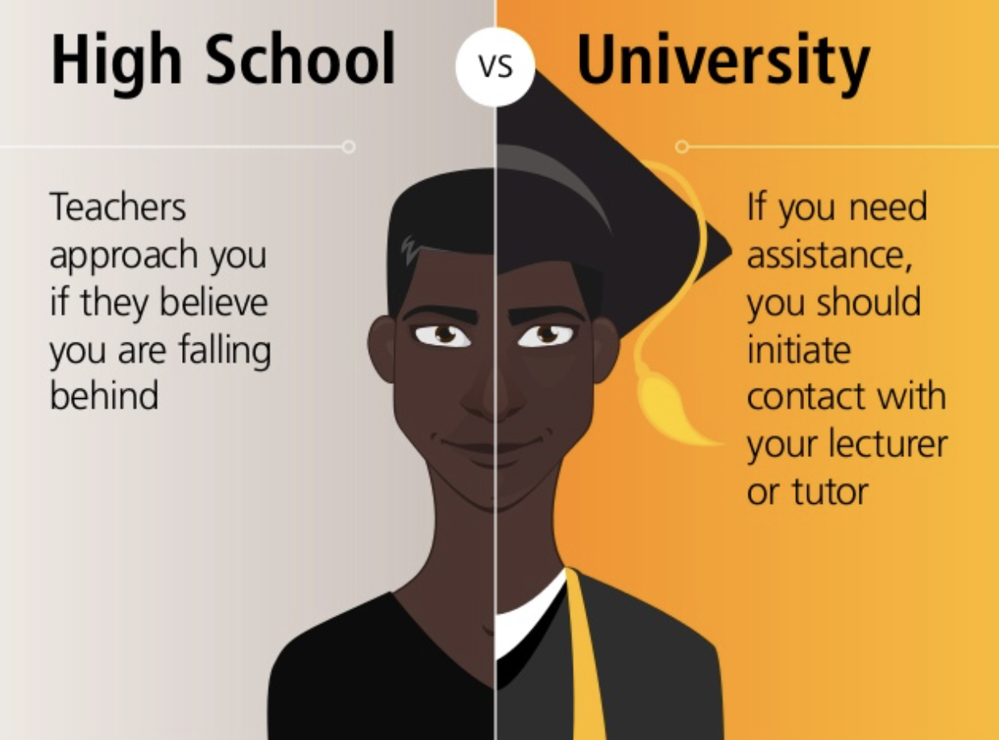 High School
VS
University
Teachers
approach you
if they believe
you are falling
behind
If you need
assistance,
you should
initiate
contact with
your lecturer
or tutor